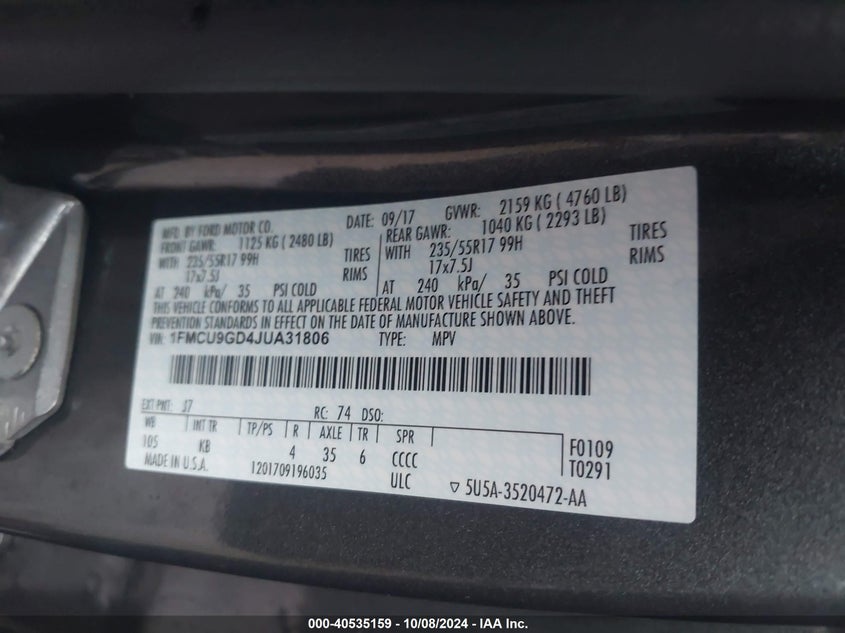 MFD. BY FORD MOTOR CO.
DATE: 09/17 GVWR: 2159 KG ( 4760 LB)
FRONT GAWR: 1125 KG ( 2480 LB)
WITH 235/55R17 99H TIRES
17x7.5J RIMS
AT 240 kPa/ 35 PSI COLD
REAR GAWR: 1040 KG ( 2293 LB)
WITH 235/55R17 99H TIRES
17x7.5J RIMS
AT 240 kPa/ 35 PSI COLD
THIS VEHICLE CONFORMS TO ALL APPLICABLE FEDERAL MOTOR VEHICLE SAFETY AND THEFT
PREVENTION STANDARDS IN EFFECT ON THE DATE OF MANUFACTURE SHOWN ABOVE.
VIN: 1FMCU9GD4JUA31806 TYPE: MPV
EXT PNT: J7 RC: 74 DSO:
WB INT TR TP/PS R AXLE TR SPR
105 KB 4 35 6 CCCC
F0109
T0291
MADE IN U.S.A. 1201709196035 ULC
▽ 5U5A-3520472-AA
000-40535159 - 10/08/2024 - IAA Inc.